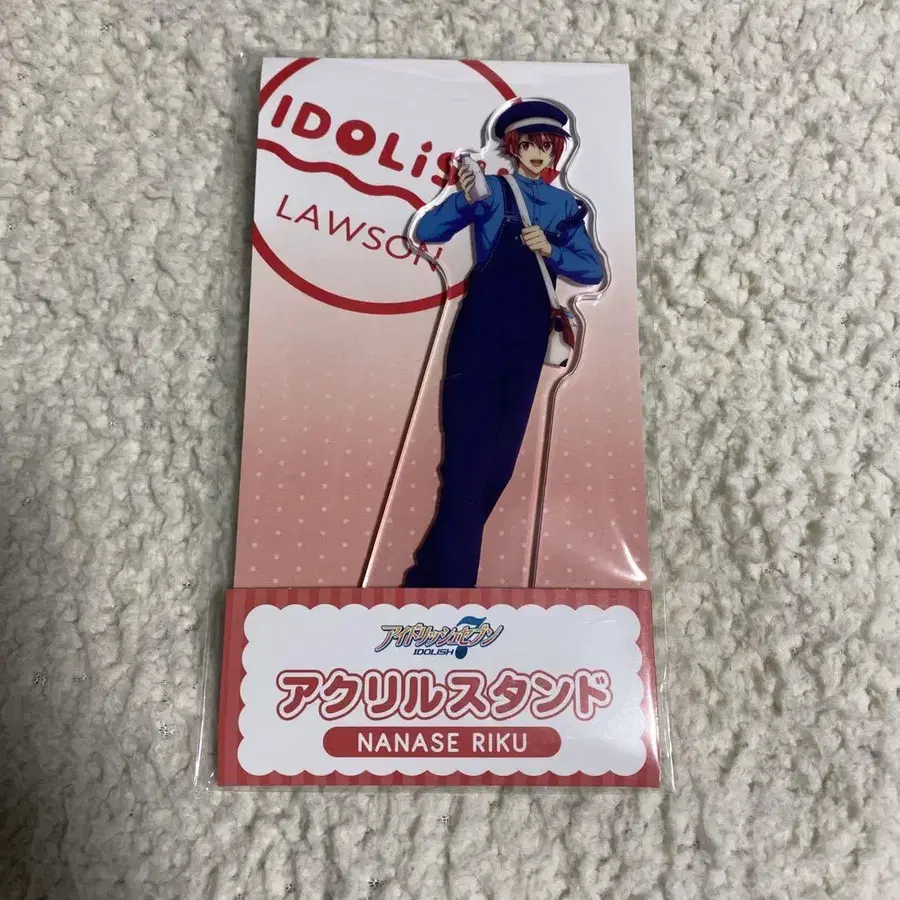 IDOLiS
LAWSON
アイドリッシュセブン
IDOLISH7
アクリルスタンド
NANASE RIKU